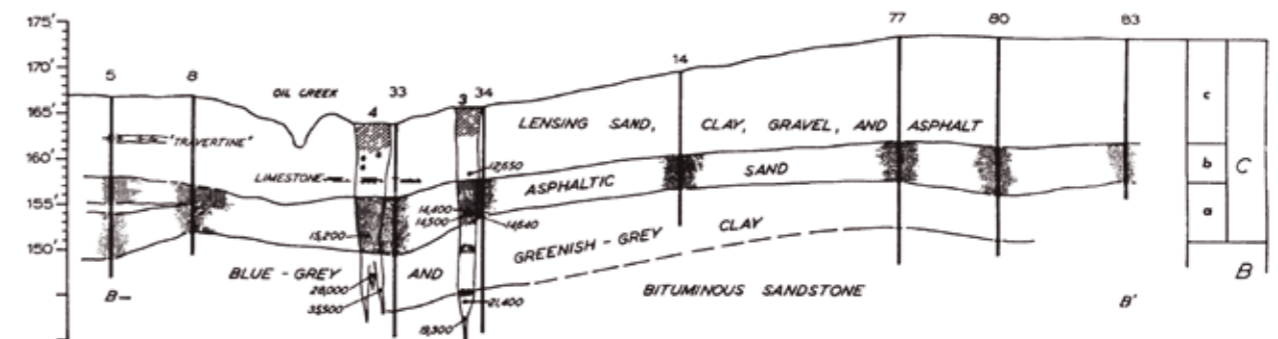 175'
170'
165'
160'
155'
150'
5
8
OIL CREEK
4
33
3
34
14
77
80
83
"TRAVERTINE"
LENSING SAND, CLAY, GRAVEL, AND ASPHALT
12,650
LIMESTONE
ASPHALTIC SAND
14,400
14,500
14,640
15,200
GREENISH - GREY CLAY
BLUE - GREY AND
28,000
35,500
21,400
19,300
BITUMINOUS SANDSTONE
B
B'
c
b
a
C
B